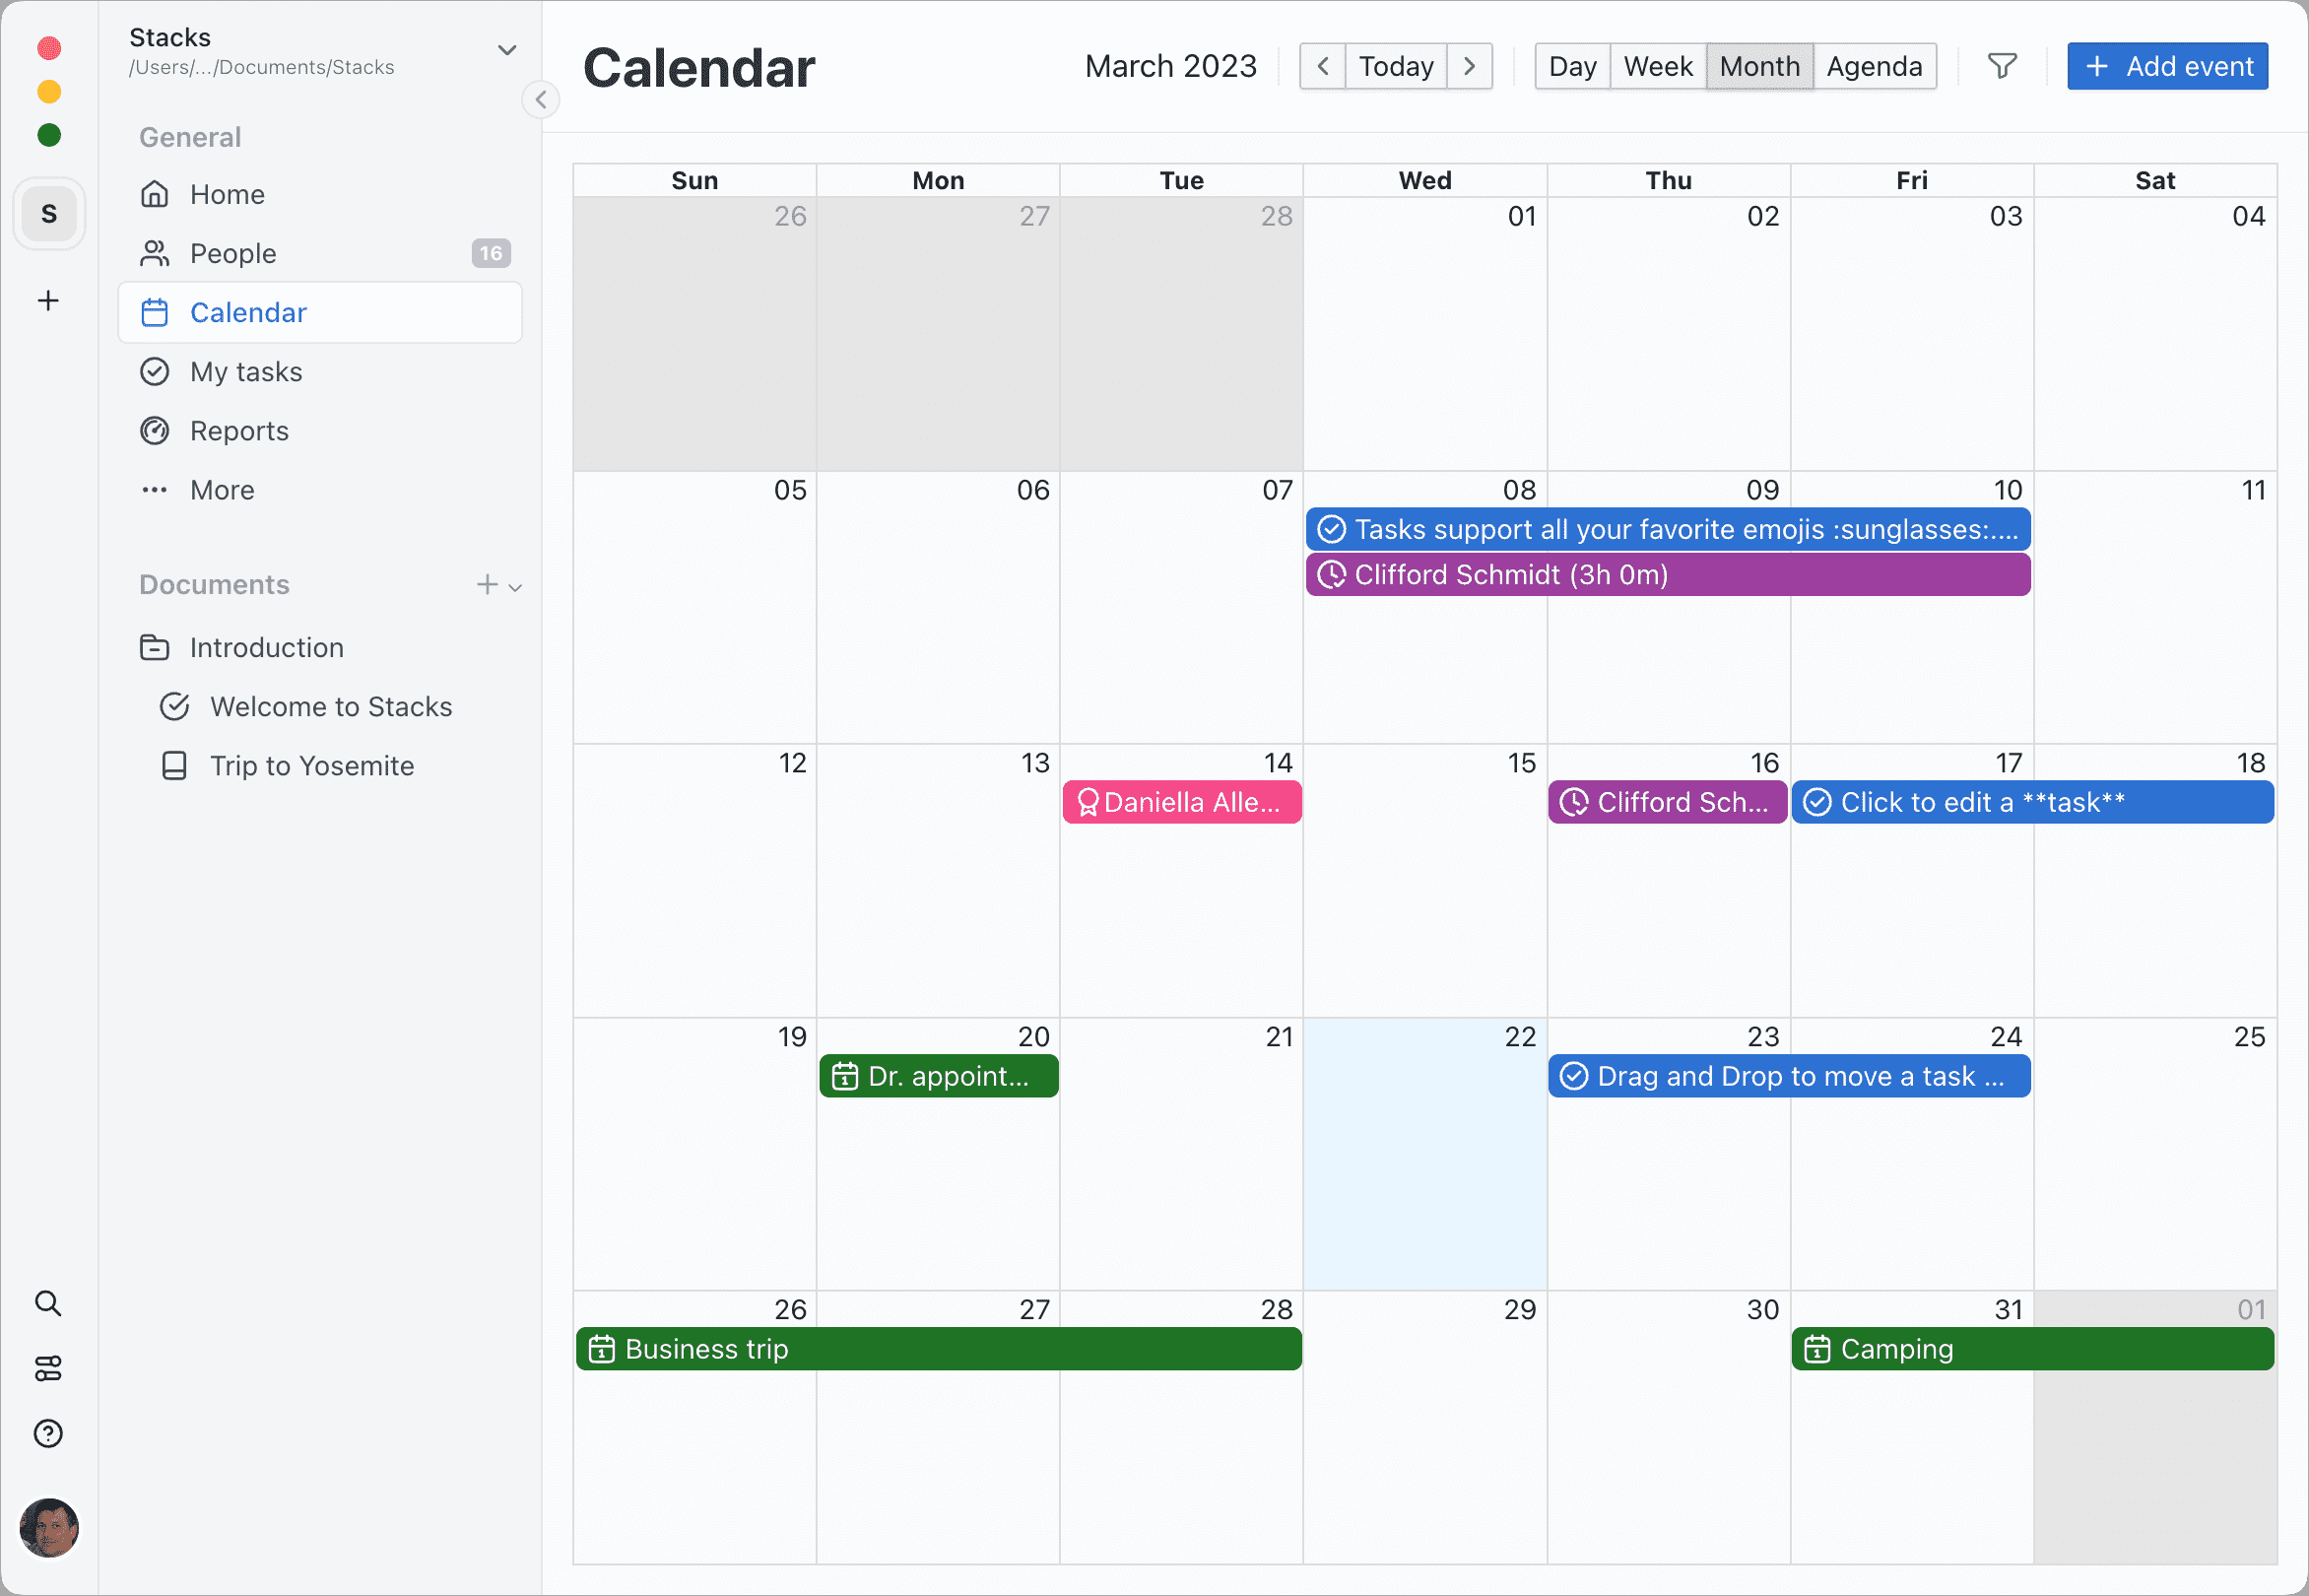 Stacks
/Users/.../Documents/Stacks
S
General
Home
People 16
Calendar
My tasks
Reports
More
Documents
Introduction
Welcome to Stacks
Trip to Yosemite
Calendar
March 2023
Today
Day Week Month Agenda
Add event
Sun Mon Tue Wed Thu Fri Sat
26 27 28 01 02 03 04
05 06 07 08 09 10 11
Tasks support all your favorite emojis :sunglasses:....
Clifford Schmidt (3h 0m)
12 13 14 15 16 17 18
Daniella Alle... Clifford Sch... Click to edit a **task**
19 20 21 22 23 24 25
Dr. appoint... Drag and Drop to move a task ...
26 27 28 29 30 31 01
Business trip Camping